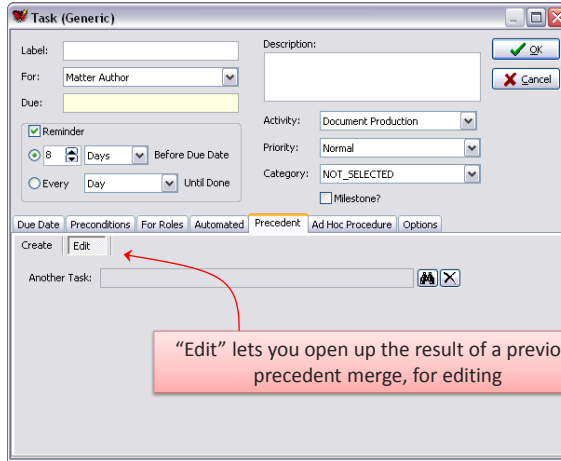 Task (Generic)
Label:
Description:
OK
For:
Matter Author
Cancel
Due:
Reminder
Activity:
Document Production
8
Days
Before Due Date
Priority:
Normal
Every
Day
Until Done
Category:
NOT_SELECTED
Milestone?
Due Date
Preconditions
For Roles
Automated
Precedent
Ad Hoc Procedure
Options
Create
Edit
Another Task:
“Edit” lets you open up the result of a previo
precedent merge, for editing